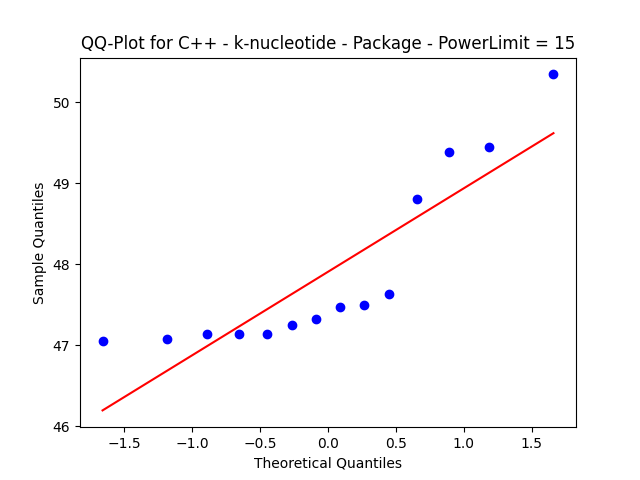 QQ-Plot for C++ - k-nucleotide - Package - PowerLimit = 15
50
49
48
47
46
Sample Quantiles
−1.5 −1.0 −0.5 0.0 0.5 1.0 1.5
Theoretical Quantiles